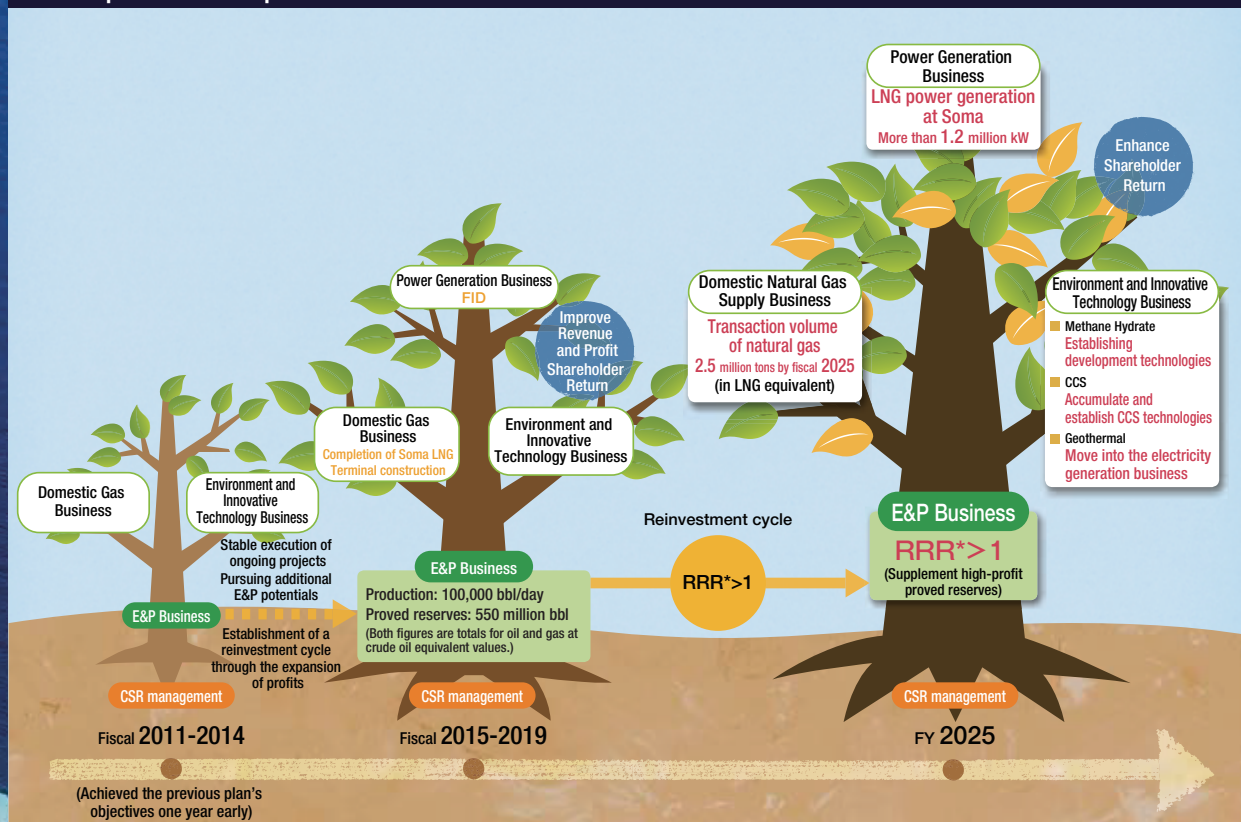 Power Generation
Business
LNG power generation
at Soma
More than 1.2 million kW
Enhance
Shareholder
Return
Power Generation Business
FID
Improve
Revenue
and Profit
Shareholder
Return
Domestic Natural Gas
Supply Business
Transaction volume
of natural gas
2.5 million tons by fiscal 2025
(in LNG equivalent)
Environment and Innovative
Technology Business
Methane Hydrate
Establishing
development technologies
CCS
Accumulate and
establish CCS technologies
Geothermal
Move into the electricity
generation business
Domestic Gas
Business
Completion of Soma LNG
Terminal construction
Environment and
Innovative
Technology Business
Domestic Gas
Business
Environment and
Innovative
Technology Business
Stable execution of
ongoing projects
Pursuing additional
E&P potentials
E&P Business
Establishment of a
reinvestment cycle
through the expansion
of profits
E&P Business
Production: 100,000 bbl/day
Proved reserves: 550 million bbl
(Both figures are totals for oil and gas at
crude oil equivalent values.)
Reinvestment cycle
RRR*>1
E&P Business
RRR*>1
(Supplement high-profit
proved reserves)
CSR management
CSR management
CSR management
Fiscal 2011-2014
Fiscal 2015-2019
FY 2025
(Achieved the previous plan's
objectives one year early)